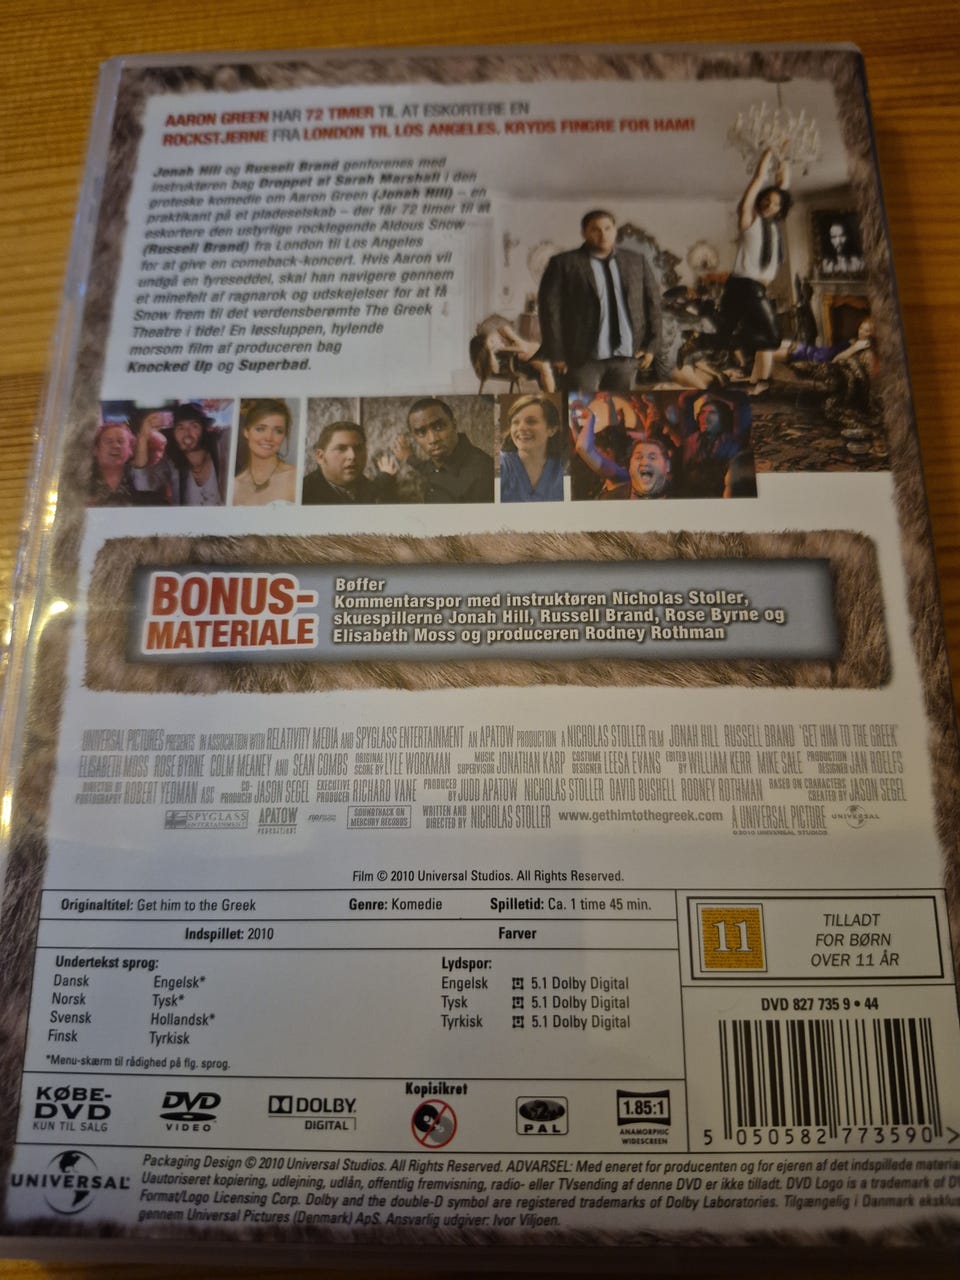 AARON GREEN HAR 72 TIMER TIL AT ESKORTERE EN
ROCKSTJERNE FRA LONDON TIL LOS ANGELES. KRYDS FINGRE FOR HAM!
Jonah Hill og Russell Brand genforenes med
instruktøren bag Droppet af Sarah Marshall i den
groteske komedie om Aaron Green (Jonah Hill) – en
praktikant på et pladeselskab – der får 72 timer til at
eskortere den ustyrlige rocklegende Aldous Snow
(Russell Brand) fra London til Los Angeles
for at give en comeback-koncert. Hvis Aaron vil
undgå en fyreseddel, skal han navigere gennem
et minefelt af ragnarok og udskejelser for at få
Snow frem til det verdensberømte The Greek
Theatre i tide! En løssluppen, hylende
morsom film af produceren bag
Knocked Up og Superbad.
BONUS-
MATERIALE
Bøffer
Kommentarspor med instruktøren Nicholas Stoller,
skuespillerne Jonah Hill, Russell Brand, Rose Byrne og
Elisabeth Moss og produceren Rodney Rothman
UNIVERSAL PICTURES PRESENTS IN ASSOCIATION WITH RELATIVITY MEDIA AND SPYGLASS ENTERTAINMENT AN APATOW PRODUCTION A NICHOLAS STOLLER FILM JONAH HILL RUSSELL BRAND "GET HIM TO THE GREEK"
ELISABETH MOSS ROSE BYRNE COLM MEANEY AND SEAN COMBS ORIGINAL SCORE BY LYLE WORKMAN MUSIC SUPERVISOR JONATHAN KARP COSTUME DESIGNER LEESA EVANS EDITED BY WILLIAM KERR MIKE SALE PRODUCTION DESIGNED JAN ROELFS
DIRECTOR OF PHOTOGRAPHY ROBERT YEOMAN ASC CO-PRODUCER JASON SEGEL EXECUTIVE PRODUCER RICHARD VANE PRODUCED BY JUDD APATOW NICHOLAS STOLLER DAVID BUSHELL RODNEY ROTHMAN BASED ON CHARACTERS CREATED BY JASON SEGEL
SPYGLASS ENTERTAINMENT APATOW PRODUCTIONS SOUNDTRACK ON MERCURY RECORDS WRITTEN AND DIRECTED BY NICHOLAS STOLLER www.gethimtothegreek.com A UNIVERSAL PICTURE UNIVERSAL
©2010 UNIVERSAL STUDIOS
Film © 2010 Universal Studios. All Rights Reserved.
Originaltitel: Get him to the Greek Genre: Komedie Spilletid: Ca. 1 time 45 min.
Indspillet: 2010 Farver
Undertekst sprog:
Dansk Engelsk*
Norsk Tysk*
Svensk Hollandsk*
Finsk Tyrkisk
*Menu-skærm til rådighed på flg. sprog.
Lydspor:
Engelsk 5.1 Dolby Digital
Tysk 5.1 Dolby Digital
Tyrkisk 5.1 Dolby Digital
11
TILLADT
FOR BØRN
OVER 11 ÅR
DVD 827 735 9 • 44
5 050582 773590 >
KØBE-
DVD
KUN TIL SALG
DVD
VIDEO
DOLBY
DIGITAL
Kopisikret
PAL
1.85:1
ANAMORPHIC
WIDESCREEN
UNIVERSAL
Packaging Design © 2010 Universal Studios. All Rights Reserved. ADVARSEL: Med eneret for producenten og for ejeren af det indspillede materia
Uautoriseret kopiering, udlejning, udlån, offentlig fremvisning, radio- eller TVsending af denne DVD er ikke tilladt. DVD Logo is a trademark of D
Format/Logo Licensing Corp. Dolby and the double-D symbol are registered trademarks of Dolby Laboratories. Tilgængelig i Danmark eksklus
gennem Universal Pictures (Denmark) ApS. Ansvarlig udgiver: Ivor Viljoen.